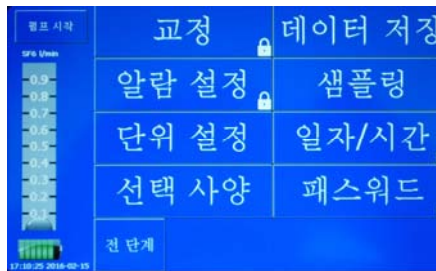 펌프 시작
교정
데이터 저장
SF6 l/min
알람 설정
샘플링
0.9
0.8
0.7
0.6
0.5
0.4
0.3
0.2
단위 설정
일자/시간
선택 사양
패스워드
전 단계
17:10:25 2016-02-15